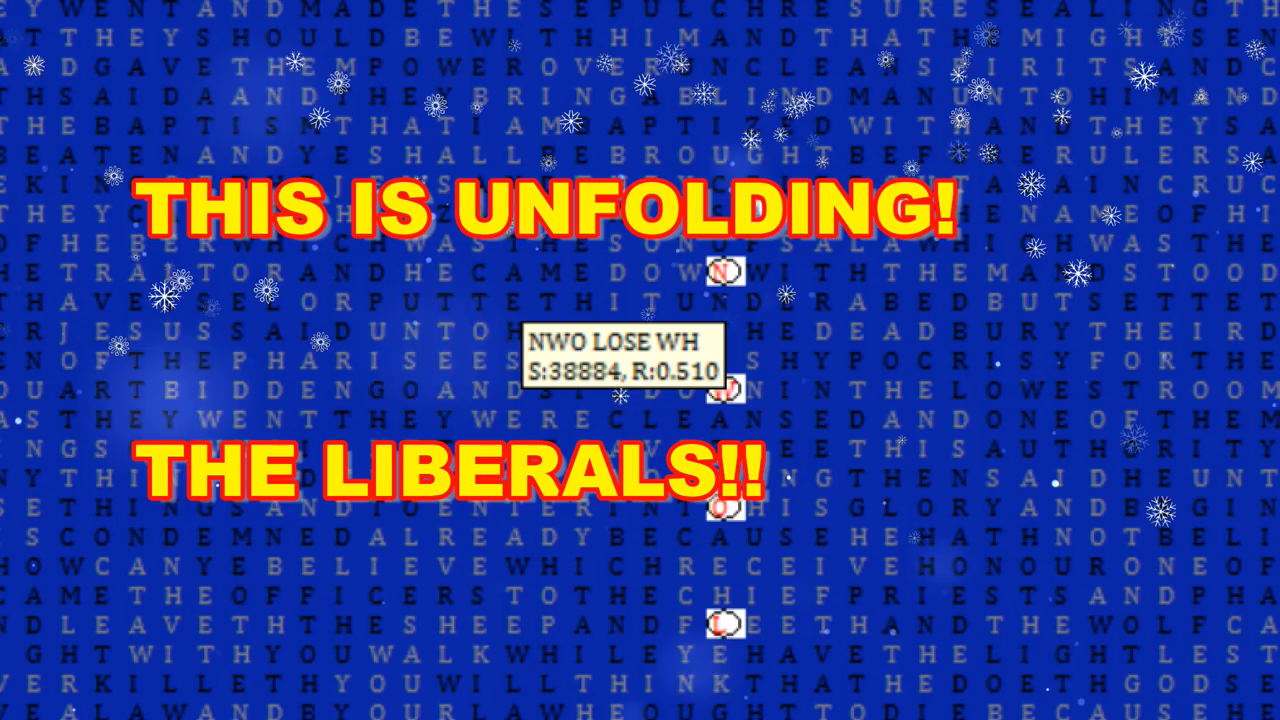 E Y W E N T A N D M A D E T H E S E P U L C H R E S U R E S E A L I N G T H
A T T H E Y S H O U L D B E W I T H H I M A N D T H A T H E M I G H T S E N
A D G A V E T H E M P O W E R O V E R U N C L E A N S P I R I T S A N D C
T H S A I D A A N D T H E Y B R I N G A B L I N D M A N U N T O H I M A N D
T H E B A P T I S M T H A T I A M B A P T I Z E D W I T H A N D T H E Y S A
B E A T E N A N D Y E S H A L L B E B R O U G H T B E F O R E R U L E R S A
THIS IS UNFOLDING!
O F H E B E R W H I C H W A S T H E S O N O F S A L A W H I C H W A S T H E
H E T R A I T O R A N D H E C A M E D O W N W I T H T H E M A N D S T O O D
T H A V E S E L O R P U T T E T H I T U N D E R A B E D B U T S E T T E T
R J E S U S S A I D U N T O H H E D E A D B U R Y T H E I R D
NWO LOSE WH
S:38884, R:0.510
E N O F T H E P H A R I S E E S S H Y P O C R I S Y F O R T H E
O U A R T B I D D E N G O A N D S I T D O W N I N T H E L O W E S T R O O M
A S T H E Y W E N T T H E Y W E R E C L E A N S E D A N D O N E O F T H E M
THE LIBERALS!!
S E T H I N G S A N D T O E N T E R I N T O H I S G L O R Y A N D B E G I N
I S C O N D E M N E D A L R E A D Y B E C A U S E H E H A T H N O T B E L I
H O W C A N Y E B E L I E V E W H I C H R E C E I V E H O N O U R O N E O F
C A M E T H E O F F I C E R S T O T H E C H I E F P R I E S T S A N D P H A
N D L E A V E T H T H E S H E E P A N D F L E E T H A N D T H E W O L F C A
G H T W I T H Y O U W A L K W H I L E Y E H A V E T H E L I G H T L E S T
V E R K I L L E T H Y O U W I L L T H I N K T H A T H E D O E T H G O D S E
V E A L A W A N D B Y O U R L A W H E O U G H T T O D I E B E C A U S E H